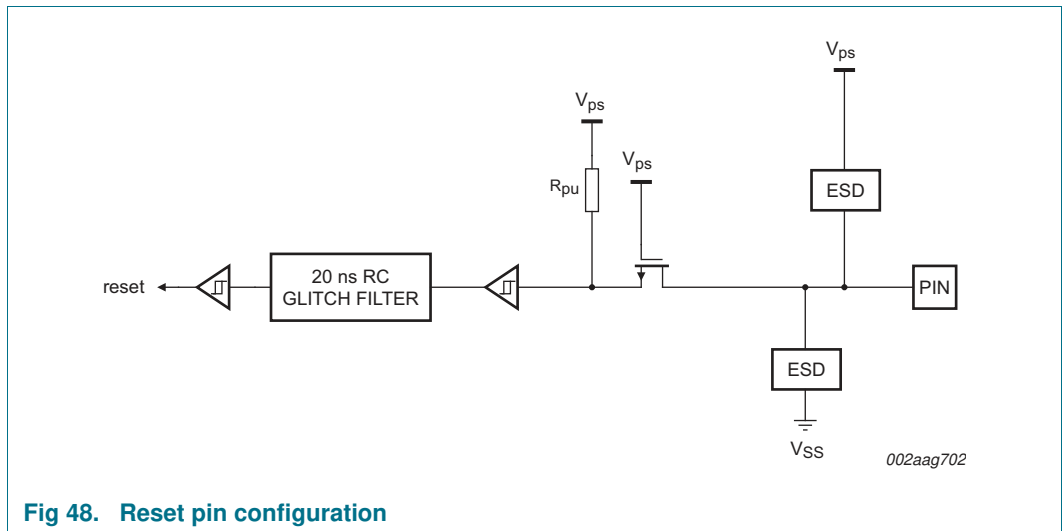 Vps
Vps
Vps
Rpu
ESD
reset
20 ns RC
GLITCH FILTER
PIN
ESD
VSS
002aag702
Fig 48. Reset pin configuration